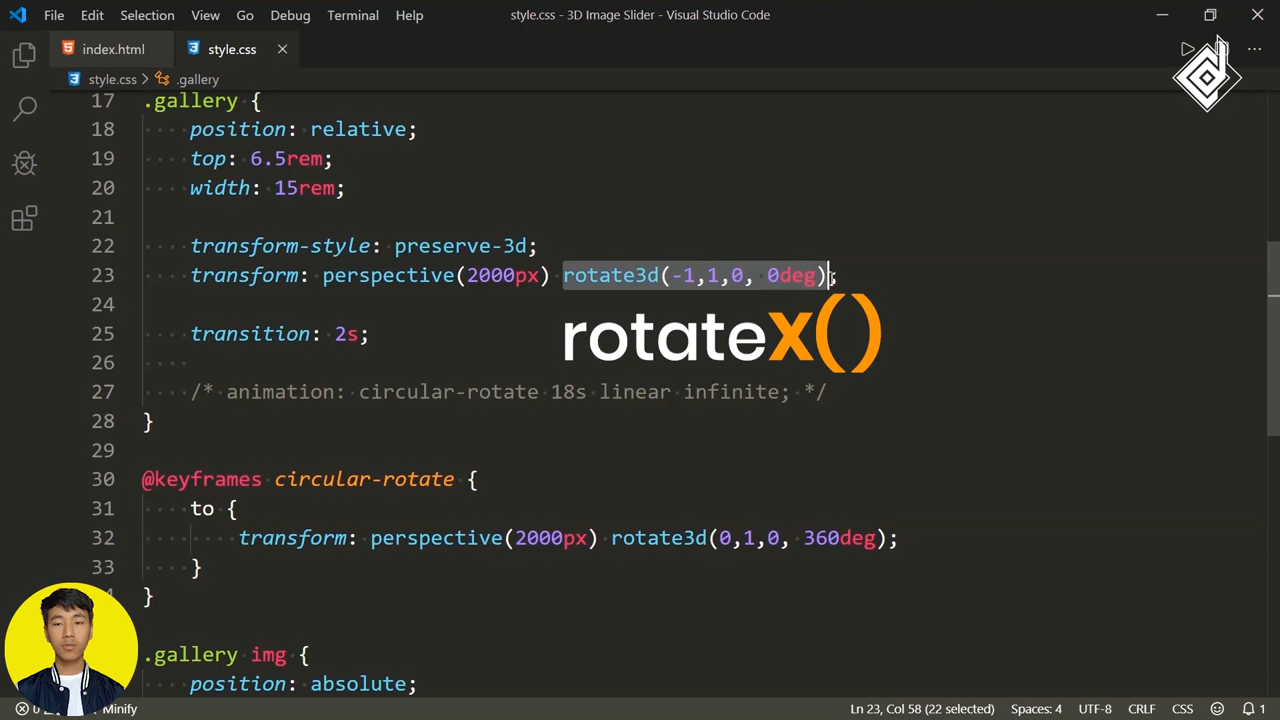 File Edit Selection View Go Debug Terminal Help style.css - 3D Image Slider - Visual Studio Code
index.html style.css
style.css > .gallery
17 .gallery {
18 position: relative;
19 top: 6.5rem;
20 width: 15rem;
21
22 transform-style: preserve-3d;
23 transform: perspective(2000px) rotate3d(-1,1,0, 0deg);
24
rotateX()
25 transition: 2s;
26
27 /* animation: circular-rotate 18s linear infinite; */
28 }
29
30 @keyframes circular-rotate {
31 to {
32 transform: perspective(2000px) rotate3d(0,1,0, 360deg);
33 }
}
.gallery img {
position: absolute;
0 Minify Ln 23, Col 58 (22 selected) Spaces: 4 UTF-8 CRLF CSS 1